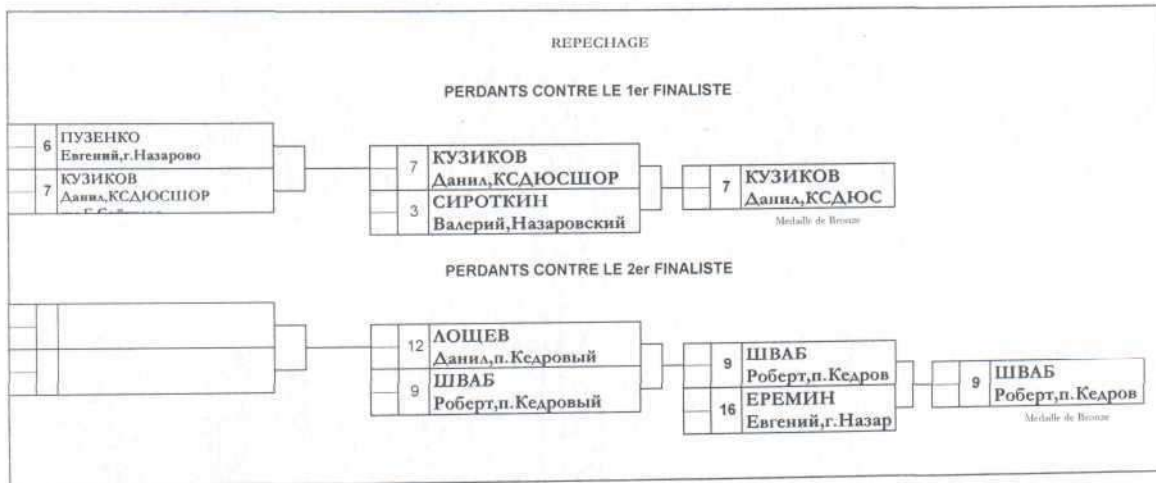 REPECHAGE
PERDANTS CONTRE LE 1er FINALISTE
6 ПУЗЕНКО
Евгений,г.Назарово
7 КУЗИКОВ
Данил,КСДЮСШОР
7 КУЗИКОВ
Данил,КСДЮСШОР
3 СИРОТКИН
Валерий,Назаровский
7 КУЗИКОВ
Данил,КСДЮС
Medaille de Bronze
PERDANTS CONTRE LE 2er FINALISTE
12 ЛОЩЕВ
Данил,п.Кедровый
9 ШВАБ
Роберт,п.Кедровый
9 ШВАБ
Роберт,п.Кедров
16 ЕРЕМИН
Евгений,г.Назар
9 ШВАБ
Роберт,п.Кедров
Medaille de Bronze